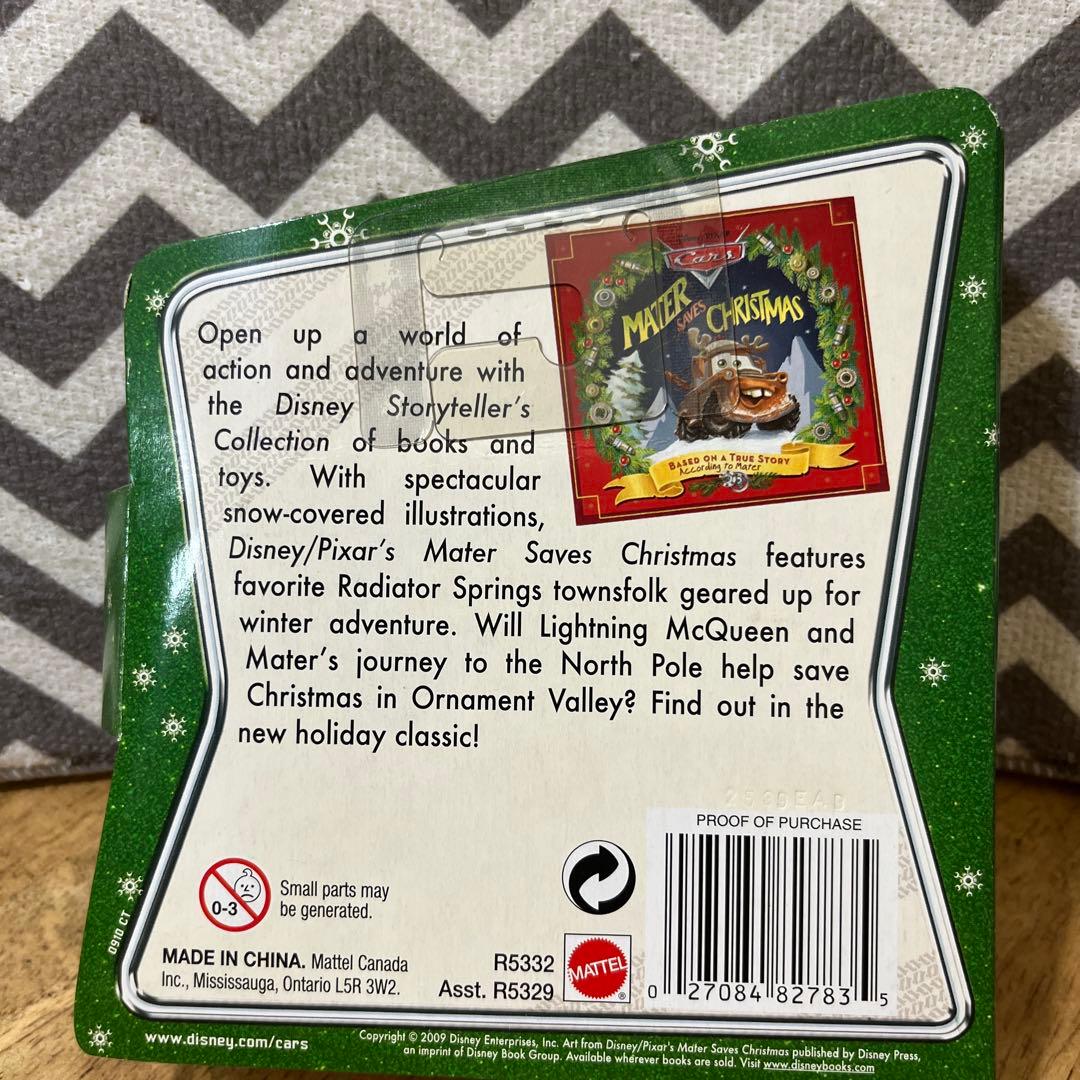 Disney PIXAR
Cars
MATER
SAVES
CHRISTMAS
BASED ON A TRUE STORY
According to Mater
Open up a world of
action and adventure with
the Disney Storyteller's
Collection of books and
toys. With spectacular
snow-covered illustrations,
Disney/Pixar's Mater Saves Christmas features
favorite Radiator Springs townsfolk geared up for
winter adventure. Will Lightning McQueen and
Mater's journey to the North Pole help save
Christmas in Ornament Valley? Find out in the
new holiday classic!
PROOF OF PURCHASE
0-3
Small parts may
be generated.
0910 CT
MADE IN CHINA. Mattel Canada
Inc., Mississauga, Ontario L5R 3W2.
R5332
Asst. R5329
MATTEL
®
0 27084 82783 5
www.disney.com/cars
Copyright © 2009 Disney Enterprises, Inc. Art from Disney/Pixar's Mater Saves Christmas published by Disney Press,
an imprint of Disney Book Group. Available wherever books are sold. Visit www.disneybooks.com